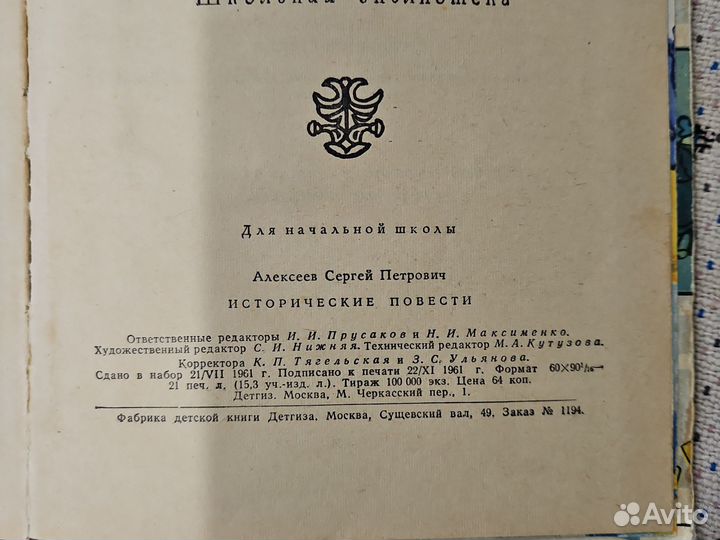 Школьная библиотека
Для начальной школы
Алексеев Сергей Петрович
ИСТОРИЧЕСКИЕ ПОВЕСТИ
Ответственные редакторы И. И. Прусаков и Н. И. Максименко.
Художественный редактор С. И. Нижняя. Технический редактор М. А. Кутузова.
Корректора К. П. Тягельская и З. С. Ульянова.
Сдано в набор 21/VII 1961 г. Подписано к печати 22/XI 1961 г. Формат 60×90¹/₁₆—
21 печ. л. (15,3 уч.-изд. л.). Тираж 100 000 экз. Цена 64 коп.
Детгиз. Москва, М. Черкасский пер., 1.
Фабрика детской книги Детгиза. Москва, Сущевский вал, 49. Заказ № 1194.
Avito